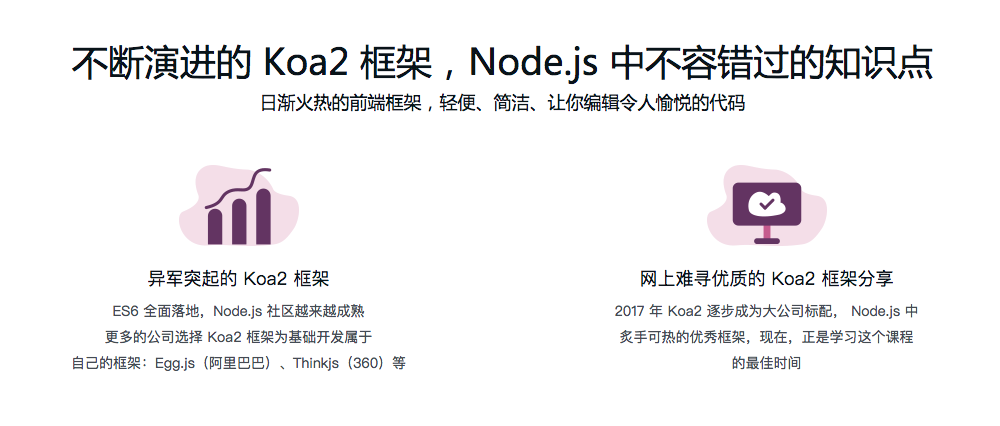 不断演进的 Koa2 框架，Node.js 中不容错过的知识点
日渐火热的前端框架，轻便、简洁、让你编辑令人愉悦的代码
异军突起的 Koa2 框架
ES6 全面落地，Node.js 社区越来越成熟
更多的公司选择 Koa2 框架为基础开发属于
自己的框架：Egg.js（阿里巴巴）、Thinkjs（360）等
网上难寻优质的 Koa2 框架分享
2017 年 Koa2 逐步成为大公司标配， Node.js 中
炙手可热的优秀框架，现在，正是学习这个课程
的最佳时间